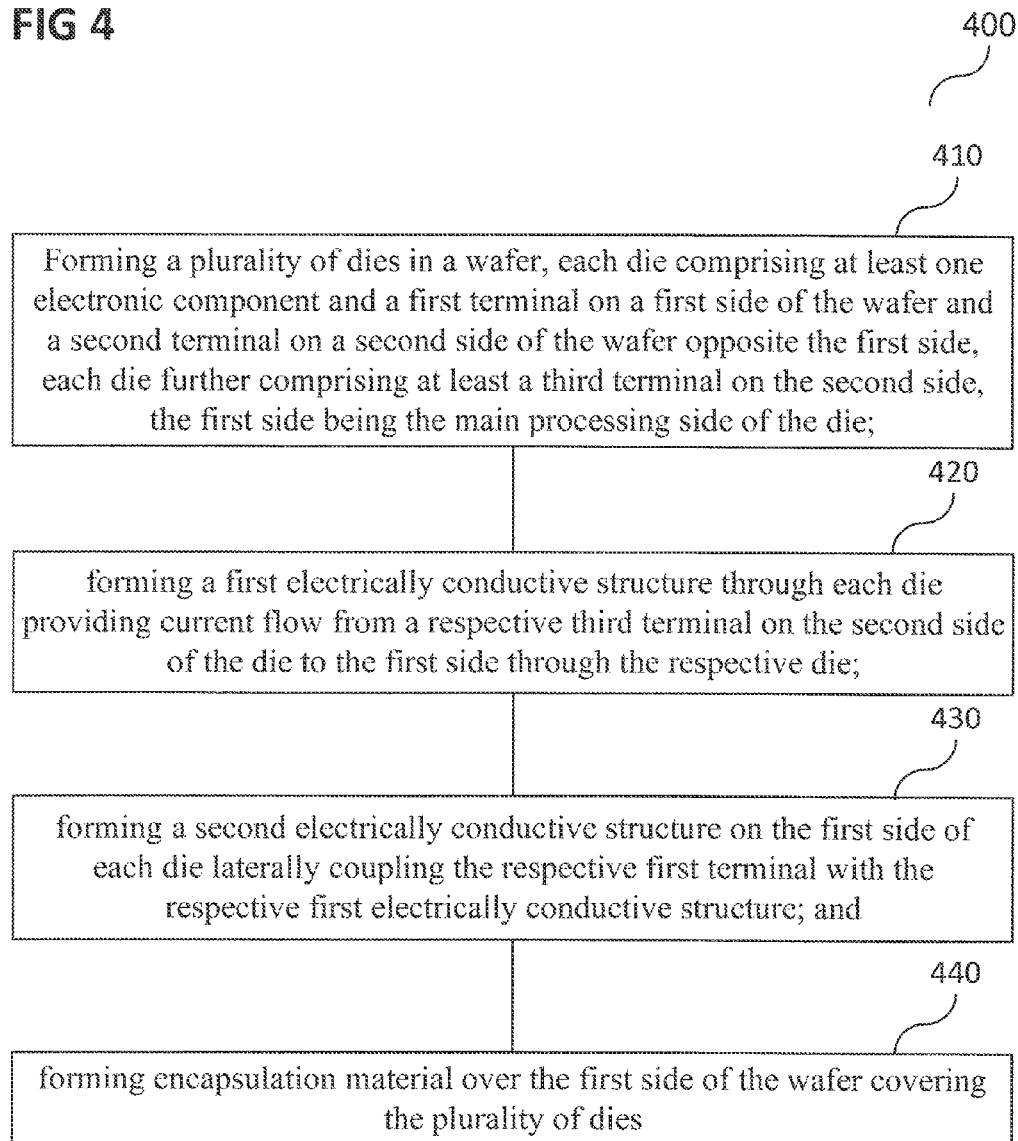 FIG 4
400
410
Forming a plurality of dies in a wafer, each die comprising at least one
electronic component and a first terminal on a first side of the wafer and
a second terminal on a second side of the wafer opposite the first side,
each die further comprising at least a third terminal on the second side,
the first side being the main processing side of the die;
420
forming a first electrically conductive structure through each die
providing current flow from a respective third terminal on the second side
of the die to the first side through the respective die;
430
forming a second electrically conductive structure on the first side of
each die laterally coupling the respective first terminal with the
respective first electrically conductive structure; and
440
forming encapsulation material over the first side of the wafer covering
the plurality of dies